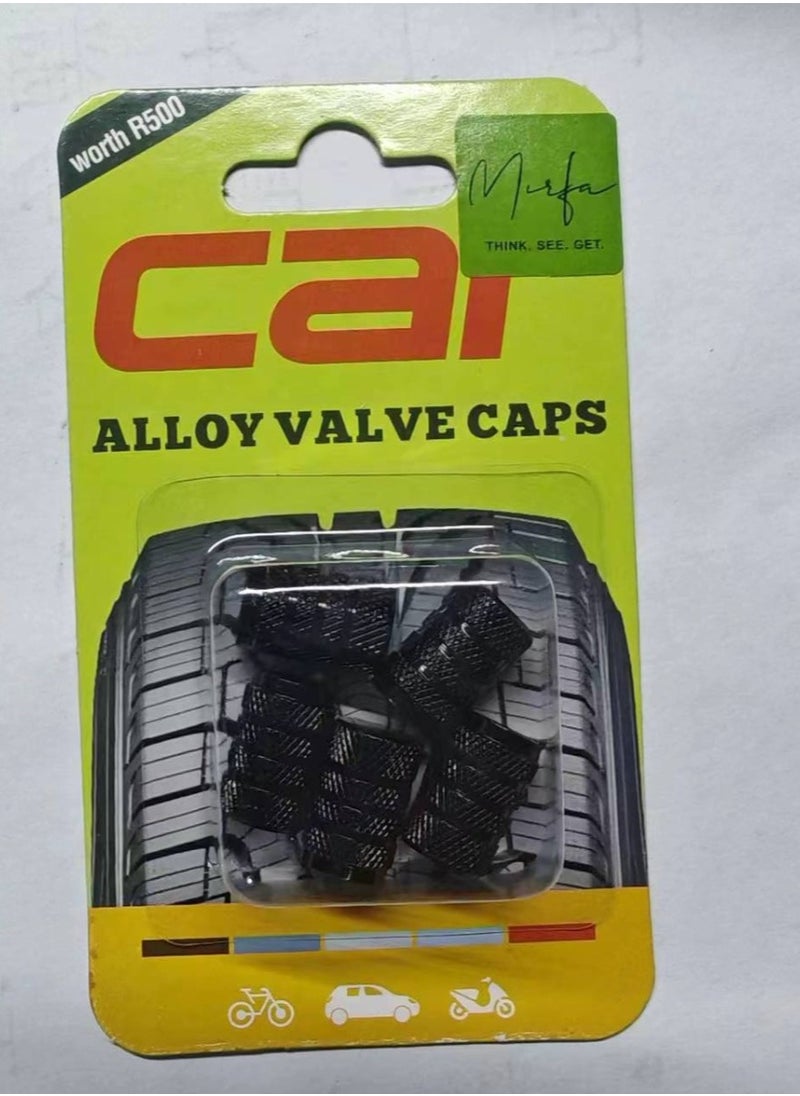 worth R500
Mirfa
THINK. SEE. GET.
car
ALLOY VALVE CAPS